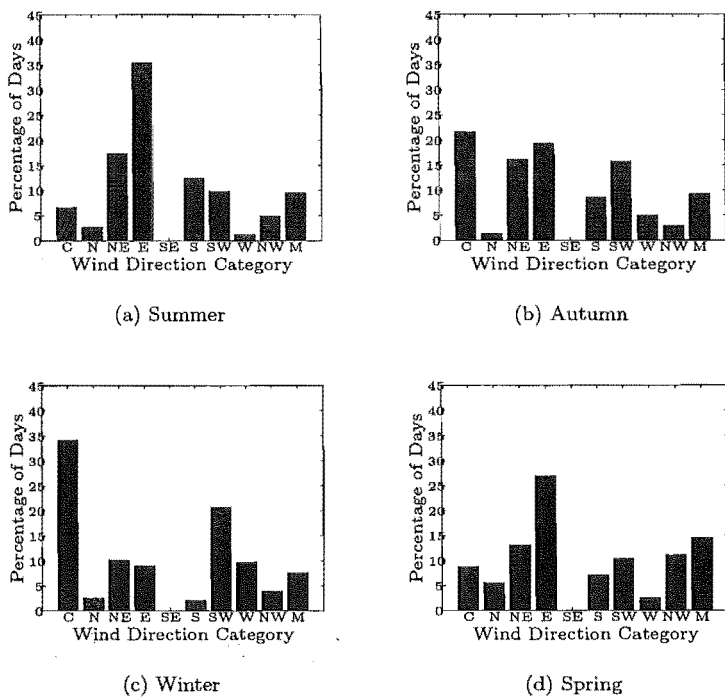 45
40
35
30
25
20
15
10
5
0
Percentage of Days
C N NE E SE S SW W NW M
Wind Direction Category
(a) Summer
45
40
35
30
25
20
15
10
5
0
Percentage of Days
C N NE E SE S SW W NW M
Wind Direction Category
(b) Autumn
45
40
35
30
25
20
15
10
5
0
Percentage of Days
C N NE E SE S SW W NW M
Wind Direction Category
(c) Winter
45
40
35
30
25
20
15
10
5
0
Percentage of Days
C N NE E SE S SW W NW M
Wind Direction Category
(d) Spring